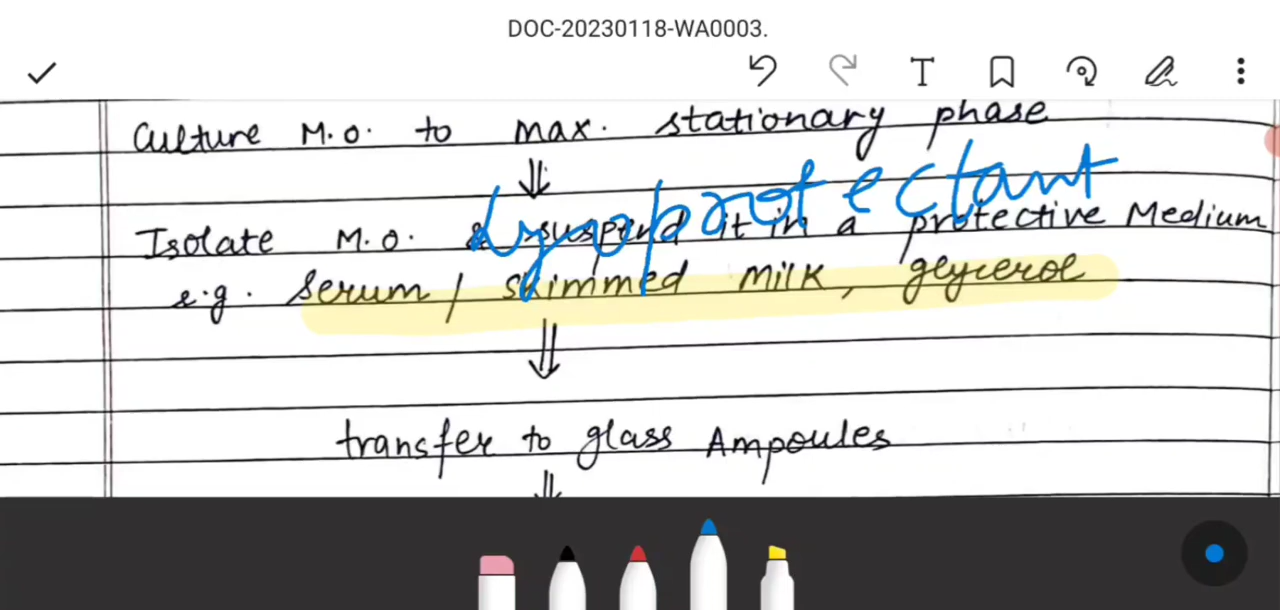 DOC-20230118-WA0003.
T
Culture M.O. to max. stationary phase
Lyoprotectant
Isolate M.O. & suspend it in a protective Medium
e.g. Serum / skimmed milk, glycerol
transfer to glass Ampoules